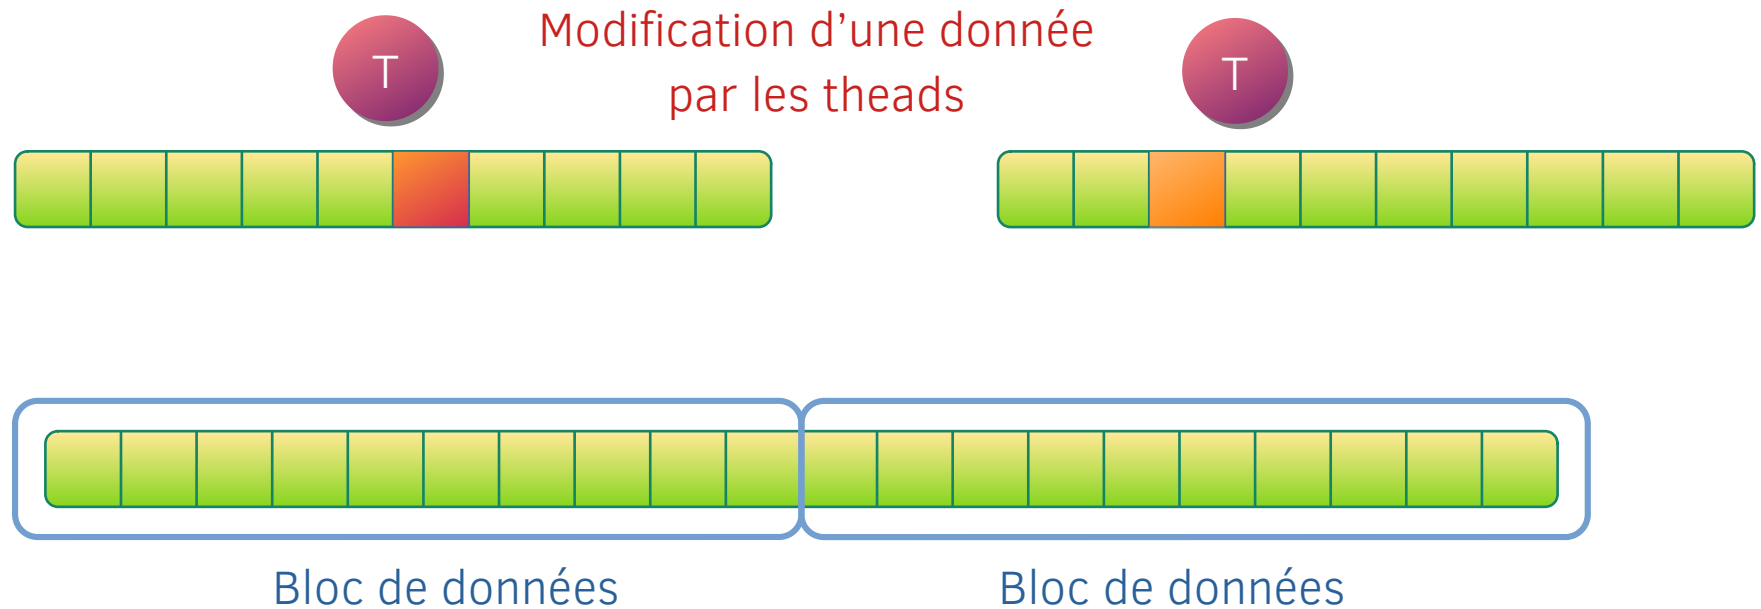 T
Modification d’une donnée
par les theads
T
Bloc de données
Bloc de données